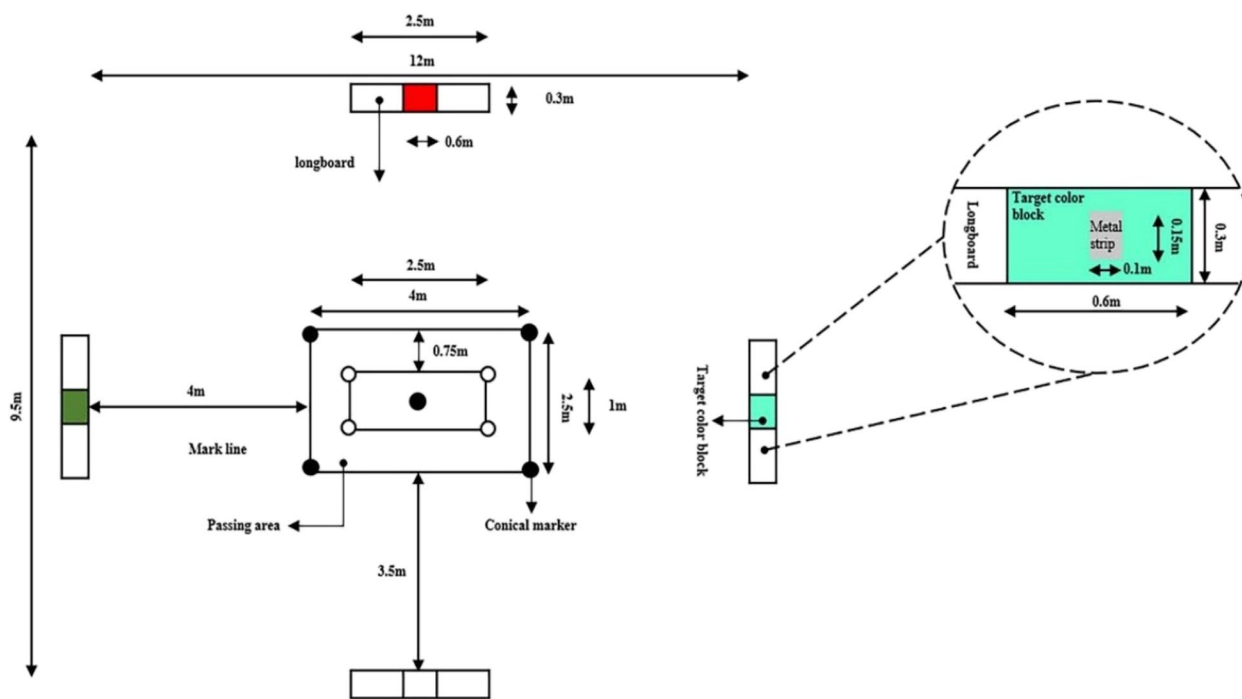 2.5m
12m
0.3m
0.6m
longboard
Target color
block
Longboard
Metal
strip
0.15m
0.3m
0.1m
0.6m
2.5m
4m
0.75m
9.5m
4m
2.5m
1m
Target color block
Mark line
Passing area
Conical marker
3.5m